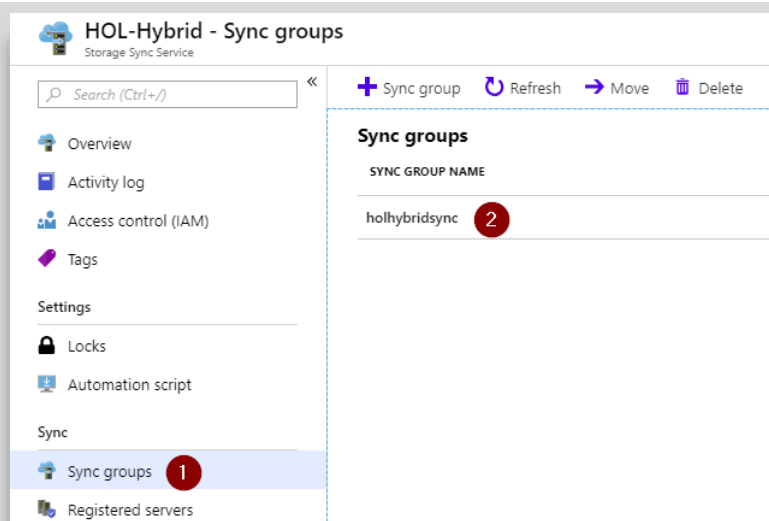 HOL-Hybrid - Sync groups
Storage Sync Service
Search (Ctrl+/)
«
Sync group
Refresh
Move
Delete
Overview
Activity log
Access control (IAM)
Tags
Settings
Locks
Automation script
Sync
Sync groups 1
Registered servers
Sync groups
SYNC GROUP NAME
holhybridsync 2